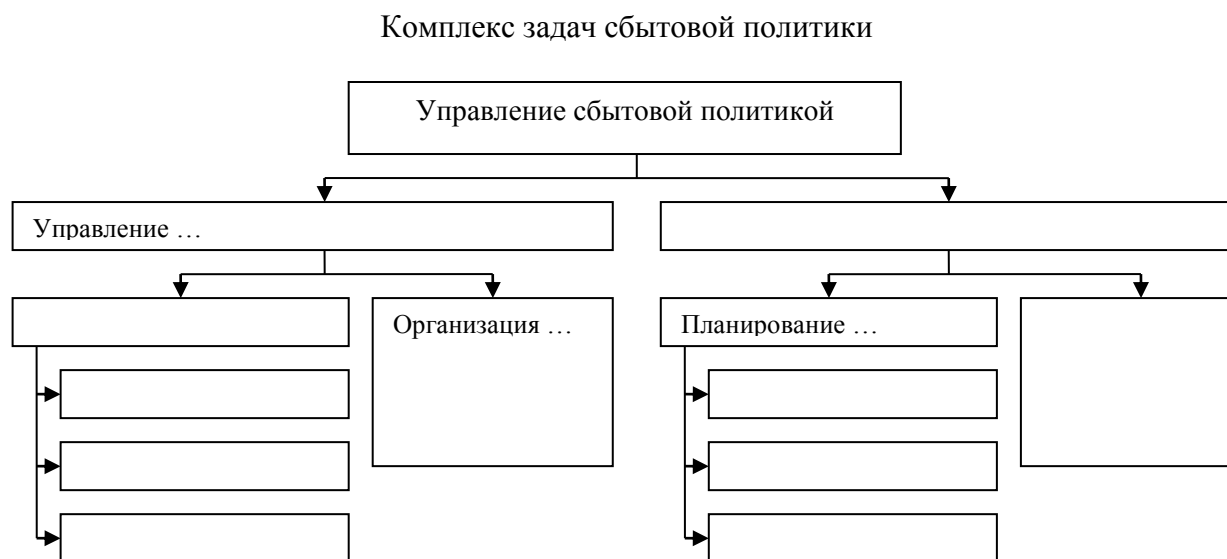 Комплекс задач сбытовой политики
Управление сбытовой политикой
Управление …
Организация …
Планирование …